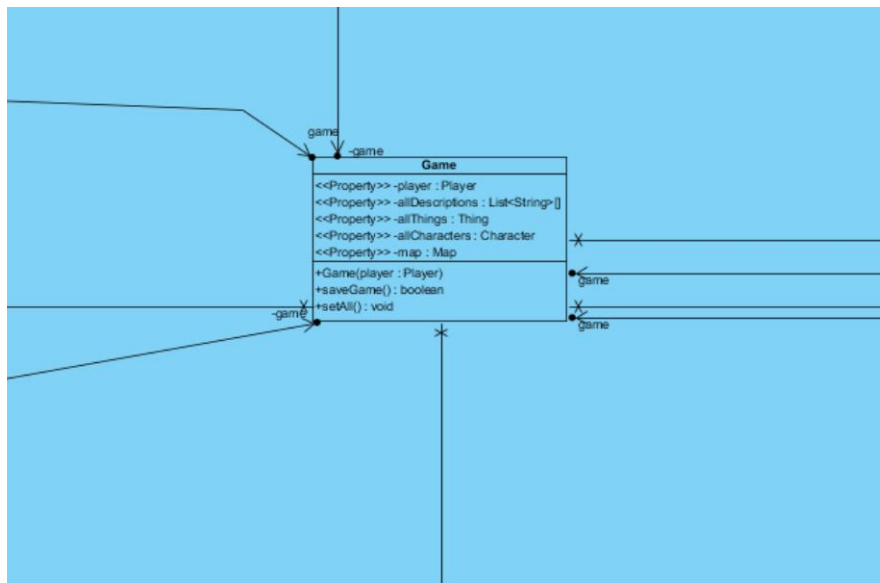 game
-game
Game
<<Property>> -player : Player
<<Property>> -allDescriptions : List<String>[]
<<Property>> -allThings : Thing
<<Property>> -allCharacters : Character
<<Property>> -map : Map
+Game(player : Player)
+saveGame() : boolean
+setAll() : void
game
-game
game